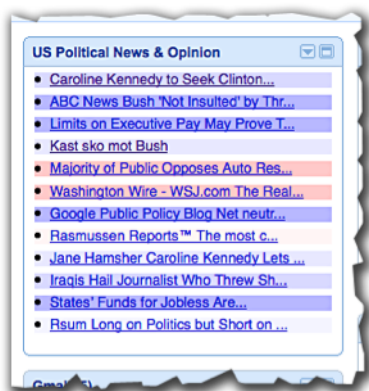 US Political News & Opinion
Caroline Kennedy to Seek Clinton...
ABC News Bush 'Not Insulted' by Thr...
Limits on Executive Pay May Prove T...
Kast sko mot Bush
Majority of Public Opposes Auto Res...
Washington Wire - WSJ.com The Real...
Google Public Policy Blog Net neutr...
Rasmussen Reports™ The most c...
Jane Hamsher Caroline Kennedy Lets ...
Iraqis Hail Journalist Who Threw Sh...
States' Funds for Jobless Are...
Rsum Long on Politics but Short on ...